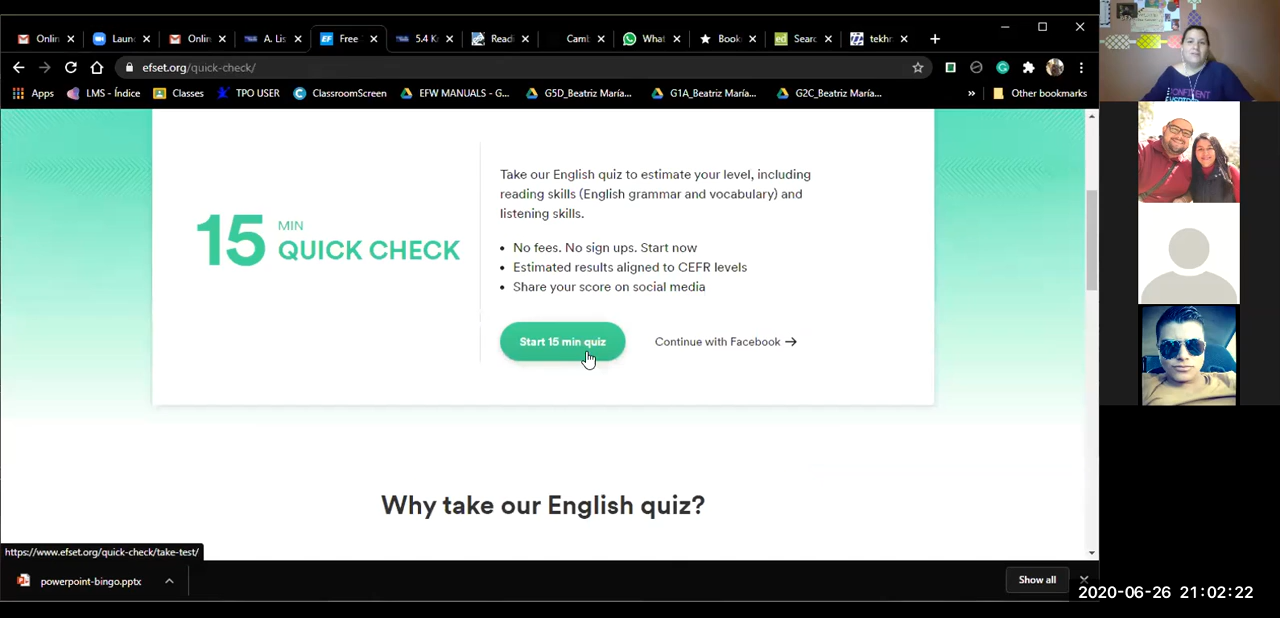 Onlin
Laun
Onlin
A. Lis
EF Free
5.4 K
Readi
Camb
What
Book
ed Searc
tekhn
efset.org/quick-check/
Apps
LMS - Índice
Classes
TPO USER
ClassroomScreen
EFW MANUALS - G...
G5D_Beatriz María...
G1A_Beatriz María...
G2C_Beatriz María...
»
Other bookmarks
Take our English quiz to estimate your level, including
reading skills (English grammar and vocabulary) and
listening skills.
15 MIN
QUICK CHECK
• No fees. No sign ups. Start now
• Estimated results aligned to CEFR levels
• Share your score on social media
Start 15 min quiz
Continue with Facebook →
Why take our English quiz?
https://www.efset.org/quick-check/take-test/
powerpoint-bingo.pptx
Show all
2020-06-26 21:02:22